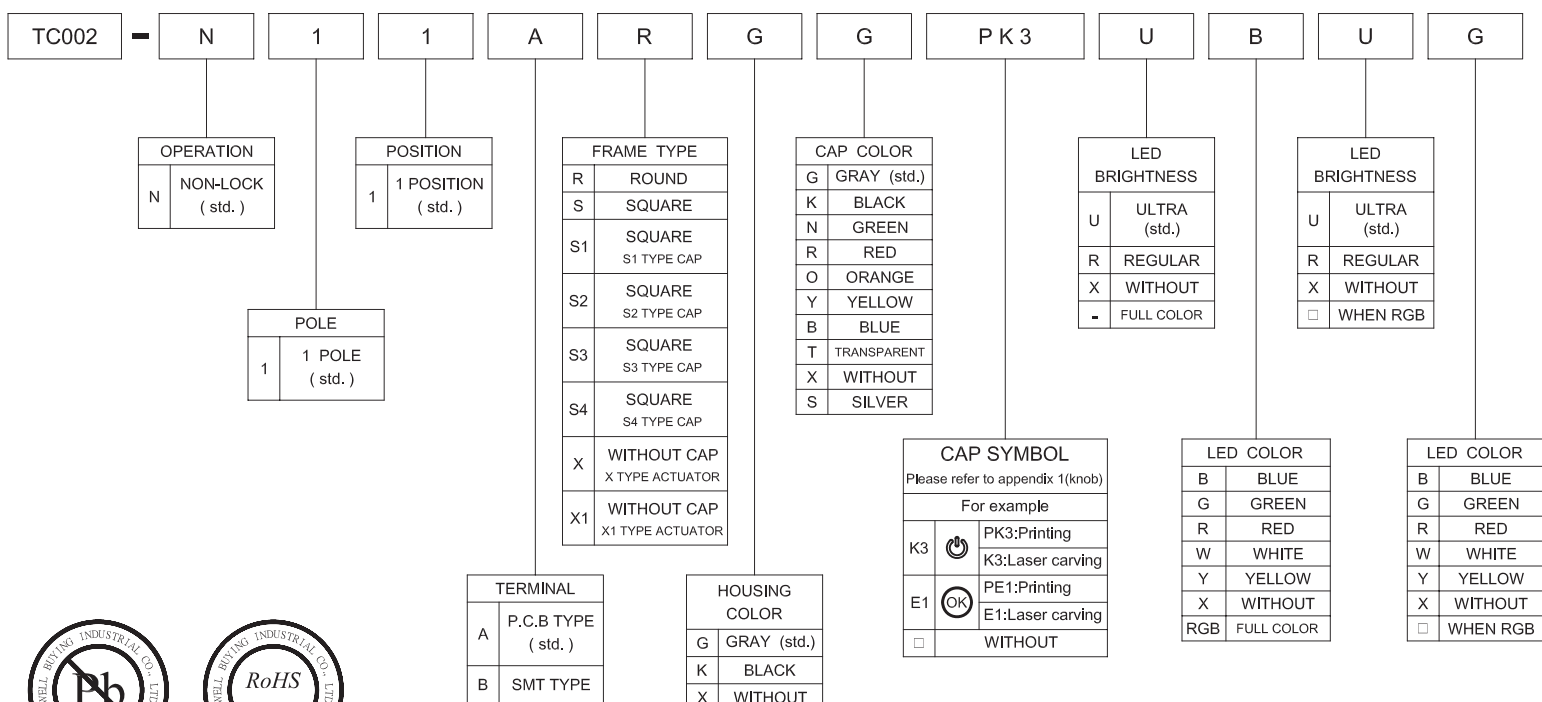 TC002 - N 1 1 A R G G P K 3 U B U G
OPERATION
N NON-LOCK
( std. )
POLE
1 1 POLE
( std. )
POSITION
1 1 POSITION
( std. )
TERMINAL
A P.C.B TYPE
( std. )
B SMT TYPE
FRAME TYPE
R ROUND
S SQUARE
S1 SQUARE
S1 TYPE CAP
S2 SQUARE
S2 TYPE CAP
S3 SQUARE
S3 TYPE CAP
S4 SQUARE
S4 TYPE CAP
X WITHOUT CAP
X TYPE ACTUATOR
X1 WITHOUT CAP
X1 TYPE ACTUATOR
HOUSING
COLOR
G GRAY (std.)
K BLACK
X WITHOUT
CAP COLOR
G GRAY (std.)
K BLACK
N GREEN
R RED
O ORANGE
Y YELLOW
B BLUE
T TRANSPARENT
X WITHOUT
S SILVER
CAP SYMBOL
Please refer to appendix 1(knob)
For example
K3 PK3:Printing
K3:Laser carving
E1 OK PE1:Printing
E1:Laser carving
□ WITHOUT
LED
BRIGHTNESS
U ULTRA
(std.)
R REGULAR
X WITHOUT
- FULL COLOR
LED COLOR
B BLUE
G GREEN
R RED
W WHITE
Y YELLOW
X WITHOUT
RGB FULL COLOR
LED
BRIGHTNESS
U ULTRA
(std.)
R REGULAR
X WITHOUT
□ WHEN RGB
LED COLOR
B BLUE
G GREEN
R RED
W WHITE
Y YELLOW
X WITHOUT
□ WHEN RGB
BUYING INDUSTRIAL CO., LTD
Pb
BUYING INDUSTRIAL CO., LTD
RoHS